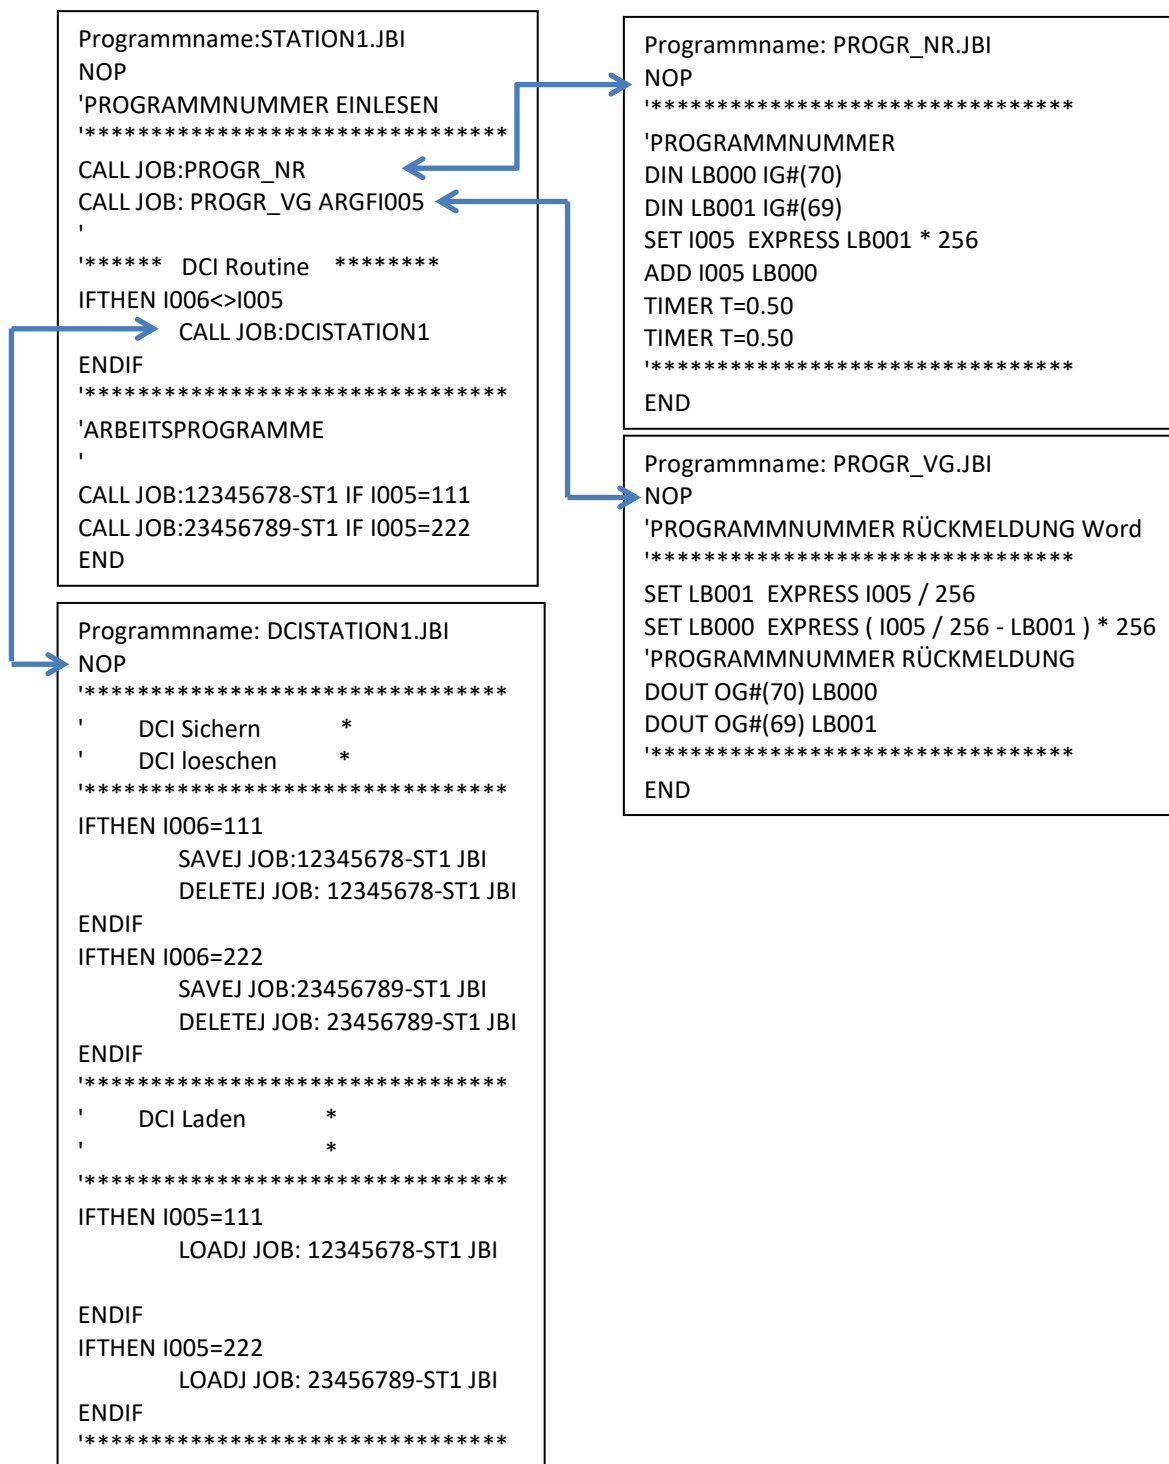 Programmname:STATION1.JBI
NOP
'PROGRAMMNUMMER EINLESEN
'********************************
CALL JOB:PROGR_NR
CALL JOB: PROGR_VG ARGFI005
'
'****** DCI Routine ********
IFTHEN I006<>I005
CALL JOB:DCISTATION1
ENDIF
'********************************
'ARBEITSPROGRAMME
'
CALL JOB:12345678-ST1 IF I005=111
CALL JOB:23456789-ST1 IF I005=222
END
Programmname: DCISTATION1.JBI
NOP
'********************************
' DCI Sichern *
' DCI loeschen *
'********************************
IFTHEN I006=111
SAVEJ JOB:12345678-ST1 JBI
DELETEJ JOB: 12345678-ST1 JBI
ENDIF
IFTHEN I006=222
SAVEJ JOB:23456789-ST1 JBI
DELETEJ JOB: 23456789-ST1 JBI
ENDIF
'********************************
' DCI Laden *
' *
'********************************
IFTHEN I005=111
LOADJ JOB: 12345678-ST1 JBI
ENDIF
IFTHEN I005=222
LOADJ JOB: 23456789-ST1 JBI
ENDIF
'********************************
Programmname: PROGR_NR.JBI
NOP
'********************************
'PROGRAMMNUMMER
DIN LB000 IG#(70)
DIN LB001 IG#(69)
SET I005 EXPRESS LB001 * 256
ADD I005 LB000
TIMER T=0.50
TIMER T=0.50
'********************************
END
Programmname: PROGR_VG.JBI
NOP
'PROGRAMMNUMMER RÜCKMELDUNG Word
'********************************
SET LB001 EXPRESS I005 / 256
SET LB000 EXPRESS ( I005 / 256 - LB001 ) * 256
'PROGRAMMNUMMER RÜCKMELDUNG
DOUT OG#(70) LB000
DOUT OG#(69) LB001
'********************************
END